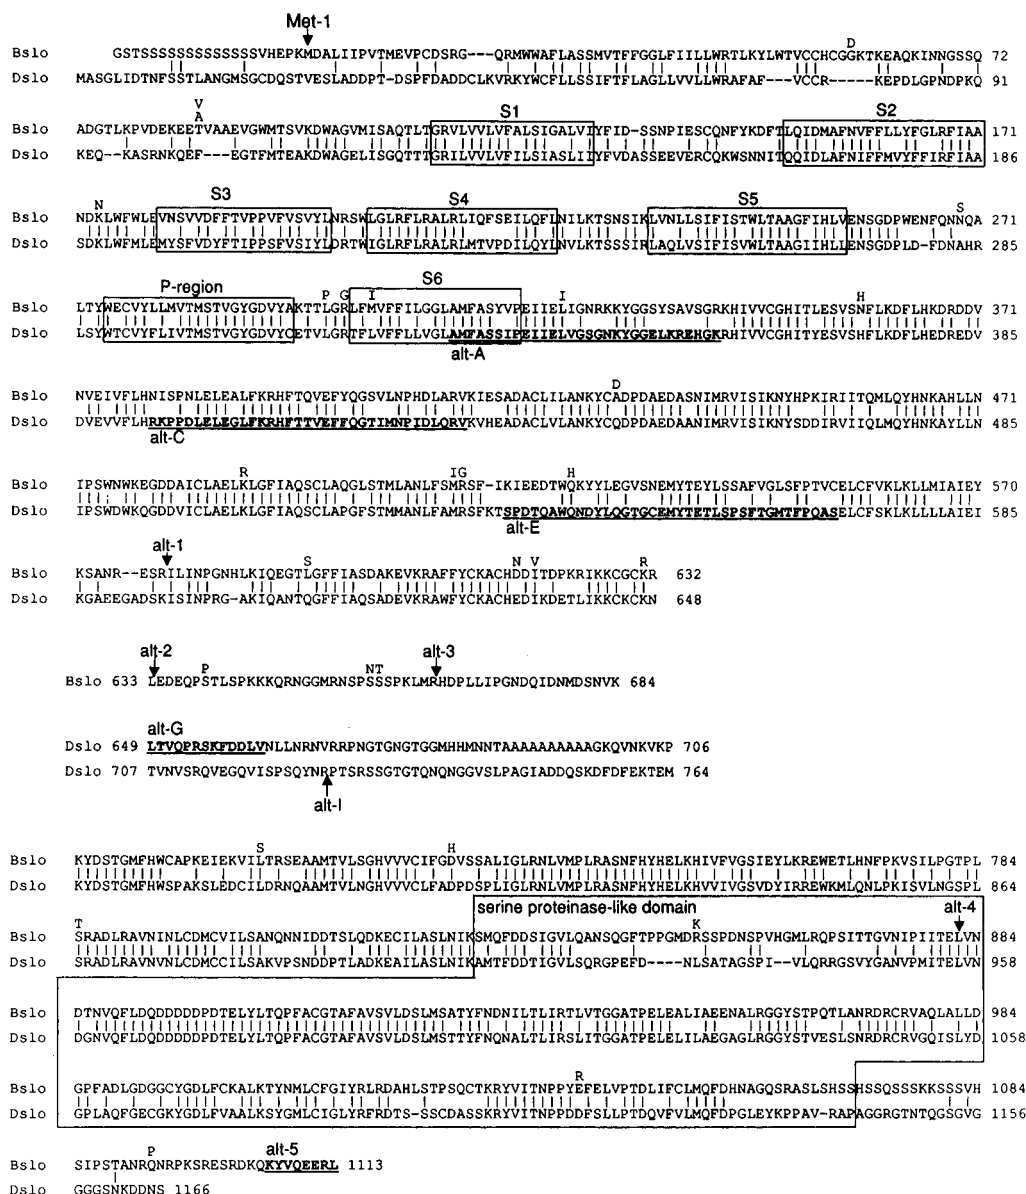 Met-1
D
Bslo GSTSSSSSSSSSSSSSVHEPKMDALIIPVTMEVPCDSRG---QRMWWAFLASSMVTFFGGLFIILLWRTLKYLWTVCCHCGGKTKEAQKINNGSSQ 72
Dslo MASGLIDTNFSSTLANGMSGCDQSTVESLADDPT-DSPFDADDCLKVRKYWCFLLSSIFTFLAGLLVVLLWRAFAF---VCCR-----KEPDLGPNDPKQ 91
V
A
S1 S2
Bslo ADGTLKPVDEKEETVAAEVGWMTSVKDWAGVMISAQTLTGRVLVVLVFALSIGALVIYFID-SSNPIESCQNFYKDFTLQIDMAFNVFFLLYFGLRFIAA 171
Dslo KEQ--KASRNKQEF---EGTFMTEAKDWAGELISGQTTTGRILVVLVFILSIASLIIYFVDASSEEVERCQKWSNNITQQIDLAFNIFFMVYFFIRFIAA 186
N S3 S4 S5 S
Bslo NDKLWFWLEVNSVVDFFTVPPVFVSVYLNRSWLGLRFLRALRLIQFSEILQFLNILKTSNSIKLVNLLSIFISTWLTAAGFIHLVENSGDPWENFQNNQA 271
Dslo SDKLWFMLEMYSFVDYFTIPPSFVSIYLDRTWIGLRFLRALRLMTVPDILQYLNVLKTSSSIRLAQLVSIFISVWLTAAGIIHLLENSGDPLD-FDNAHR 285
P-region P G I S6 I H
Bslo LTYWECVYLLMVTMSTVGYGDVYAKTTLGRLFMVFFILGGLAMFASYVPEIIELIGNRKKYGGSYSAVSGRKHIVVCGHITLESVSNFLKDFLHKDRDDV 371
Dslo LSYWTCVYFLIVTMSTVGYGDVYCETVLGRTFLVFFLLVGLAMFASSIPEIIELVGSGNKYGGELKREHGKRHIVVCGHITYESVSHFLKDFLHEDREDV 385
alt-A
D
Bslo NVEIVFLHNISPNLELEALFKRHFTQVEFYQGSVLNPHDLARVKIESADACLILANKYCADPDAEDASNIMRVISIKNYHPKIRIITQMLQYHNKAHLLN 471
Dslo DVEVVFLHRKPPDLELEGLFKRHFTTVEFFQGTIMNPIDLQRVKVHEADACLVLANKYCQDPDAEDAANIMRVISIKNYSDDIRVIIQLMQYHNKAYLLN 485
alt-C
R IG H
Bslo IPSWNWKEGDDAICLAELKLGFIAQSCLAQGLSTMLANLFSMRSF-IKIEEDTWQKYYLEGVSNEMYTEYLSSAFVGLSFPTVCELCFVKLKLLMIAIEY 570
Dslo IPSWDWKQGDDVICLAELKLGFIAQSCLAPGFSTMMANLFAMRSFKTSPDTQAWQNDYLQGTGCEMYTETLSPSFTGMTFPQASELCFSKLKLLLLAIEI 585
alt-E
alt-1 S N V R
Bslo KSANR--ESRILINPGNHLKIQEGTLGFFIASDAKEVKRAFFYCKACHDDITDPKRIKKCGCKR 632
Dslo KGAEEGADSKISINPRG-AKIQANTQGFFIAQSADEVKRAWFYCKACHEDIKDETLIKKCKCKN 648
alt-2 P NT alt-3
Bslo 633 LEDEQPSTLSPKKKQRNGGMRNSPSSSPKLMRHDPLLIPGNDQIDNMDSNVK 684
alt-G
Dslo 649 LTVQPRSKFDDLVNLLNRNVRRPNGTGNGTGGMHHMNNTAAAAAAAAAAGKQVNKVKP 706
Dslo 707 TVNVSRQVEGQVISPSQYNRPTSRSSGTGTQNQNGGVSLPAGIADDQSKDFDFEKTEM 764
alt-I
S H
Bslo KYDSTGMFHWCAPKEIEKVILTRSEAAMTVLSGHVVVCIFGDVSSALIGLRNLVMPLRASNFHYHELKHIVFVGSIEYLKREWETLHNFPKVSILPGTPL 784
Dslo KYDSTGMFHWSPAKSLEDCILDRNQAAMTVLNGHVVVCLFADPDSPLIGLRNLVMPLRASNFHYHELKHVVIVGSVDYIRREWKMLQNLPKISVLNGSPL 864
serine proteinase-like domain alt-4
T K
Bslo SRADLRAVNINLCDMCVILSANQNNIDDTSLQDKECILASLNIKSMQFDDSIGVLQANSQGFTPPGMDRSSPDNSPVHGMLRQPSITTGVNIPIITELVN 884
Dslo SRADLRAVNVNLCDMCCILSAKVPSNDDPTLADKEAILASLNIKAMTFDDTIGVLSQRGPEFD----NLSATAGSPI--VLQRRGSVYGANVPMITELVN 958
Bslo DTNVQFLDQDDDDDPDTELYLTQPFACGTAFAVSVLDSLMSATYFNDNILTLIRTLVTGGATPELEALIAEENALRGGYSTPQTLANRDRCRVAQLALLD 984
Dslo DGNVQFLDQDDDDDPDTELYLTQPFACGTAFAVSVLDSLMSTTYFNQNALTLIRSLITGGATPELELILAEGAGLRGGYSTVESLSNRDRCRVGQISLYD 1058
R
Bslo GPFADLGDGGCYGDLFCKALKTYNMLCFGIYRLRDAHLSTPSQCTKRYVITNPPYEFELVPTDLIFCLMQFDHNAGQSRASLSHSSHSSQSSSKKSSSVH 1084
Dslo GPLAQFGECGKYGDLFVAALKSYGMLCIGLYRFRDTS-SSCDASSKRYVITNPPDDFSLLPTDQVFVLMQFDPGLEYKPPAV-RAPAGGRGTNTQGSGVG 1156
P alt-5
Bslo SIPSTANRQNRPKSRESRDKQKYVQEERL 1113
Dslo GGGSNKDDNS 1166